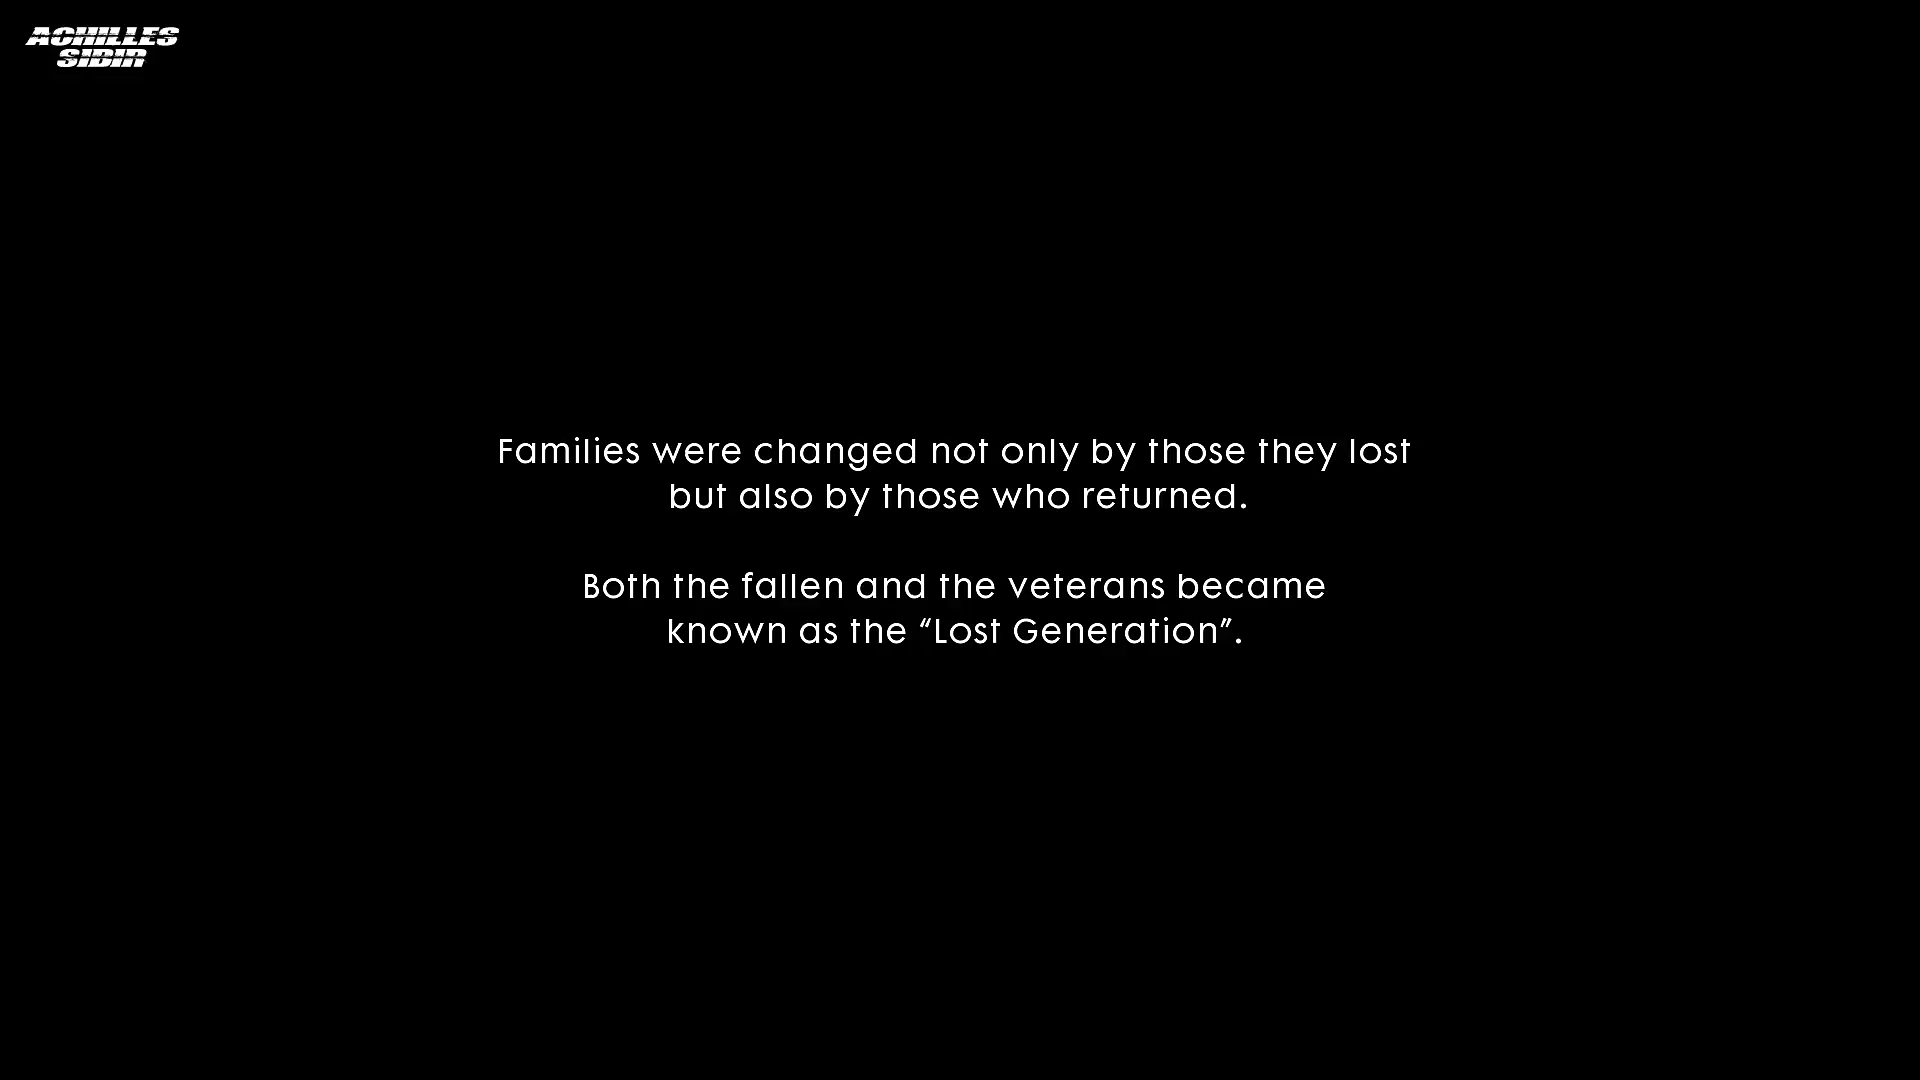 ACHILLES
SIBIR
Families were changed not only by those they lost
but also by those who returned.
Both the fallen and the veterans became
known as the “Lost Generation”.